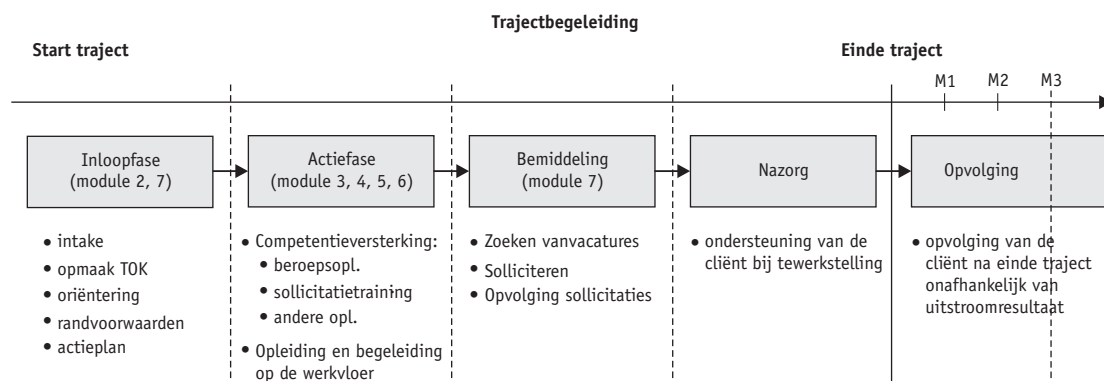 Trajectbegeleiding
Start traject
Einde traject
M1
M2
M3
Inloopfase
(module 2, 7)
Actiefase
(module 3, 4, 5, 6)
Bemiddeling
(module 7)
Nazorg
Opvolging
• intake
• opmaak TOK
• oriëntering
• randvoorwaarden
• actieplan
• Competentieversterking:
• beroepsopl.
• sollicitatietraining
• andere opl.
• Opleiding en begeleiding
op de werkvloer
• Zoeken vanvacatures
• Solliciteren
• Opvolging sollicitaties
• ondersteuning van de
cliënt bij tewerkstelling
• opvolging van de
cliënt na einde traject
onafhankelijk van
uitstroomresultaat